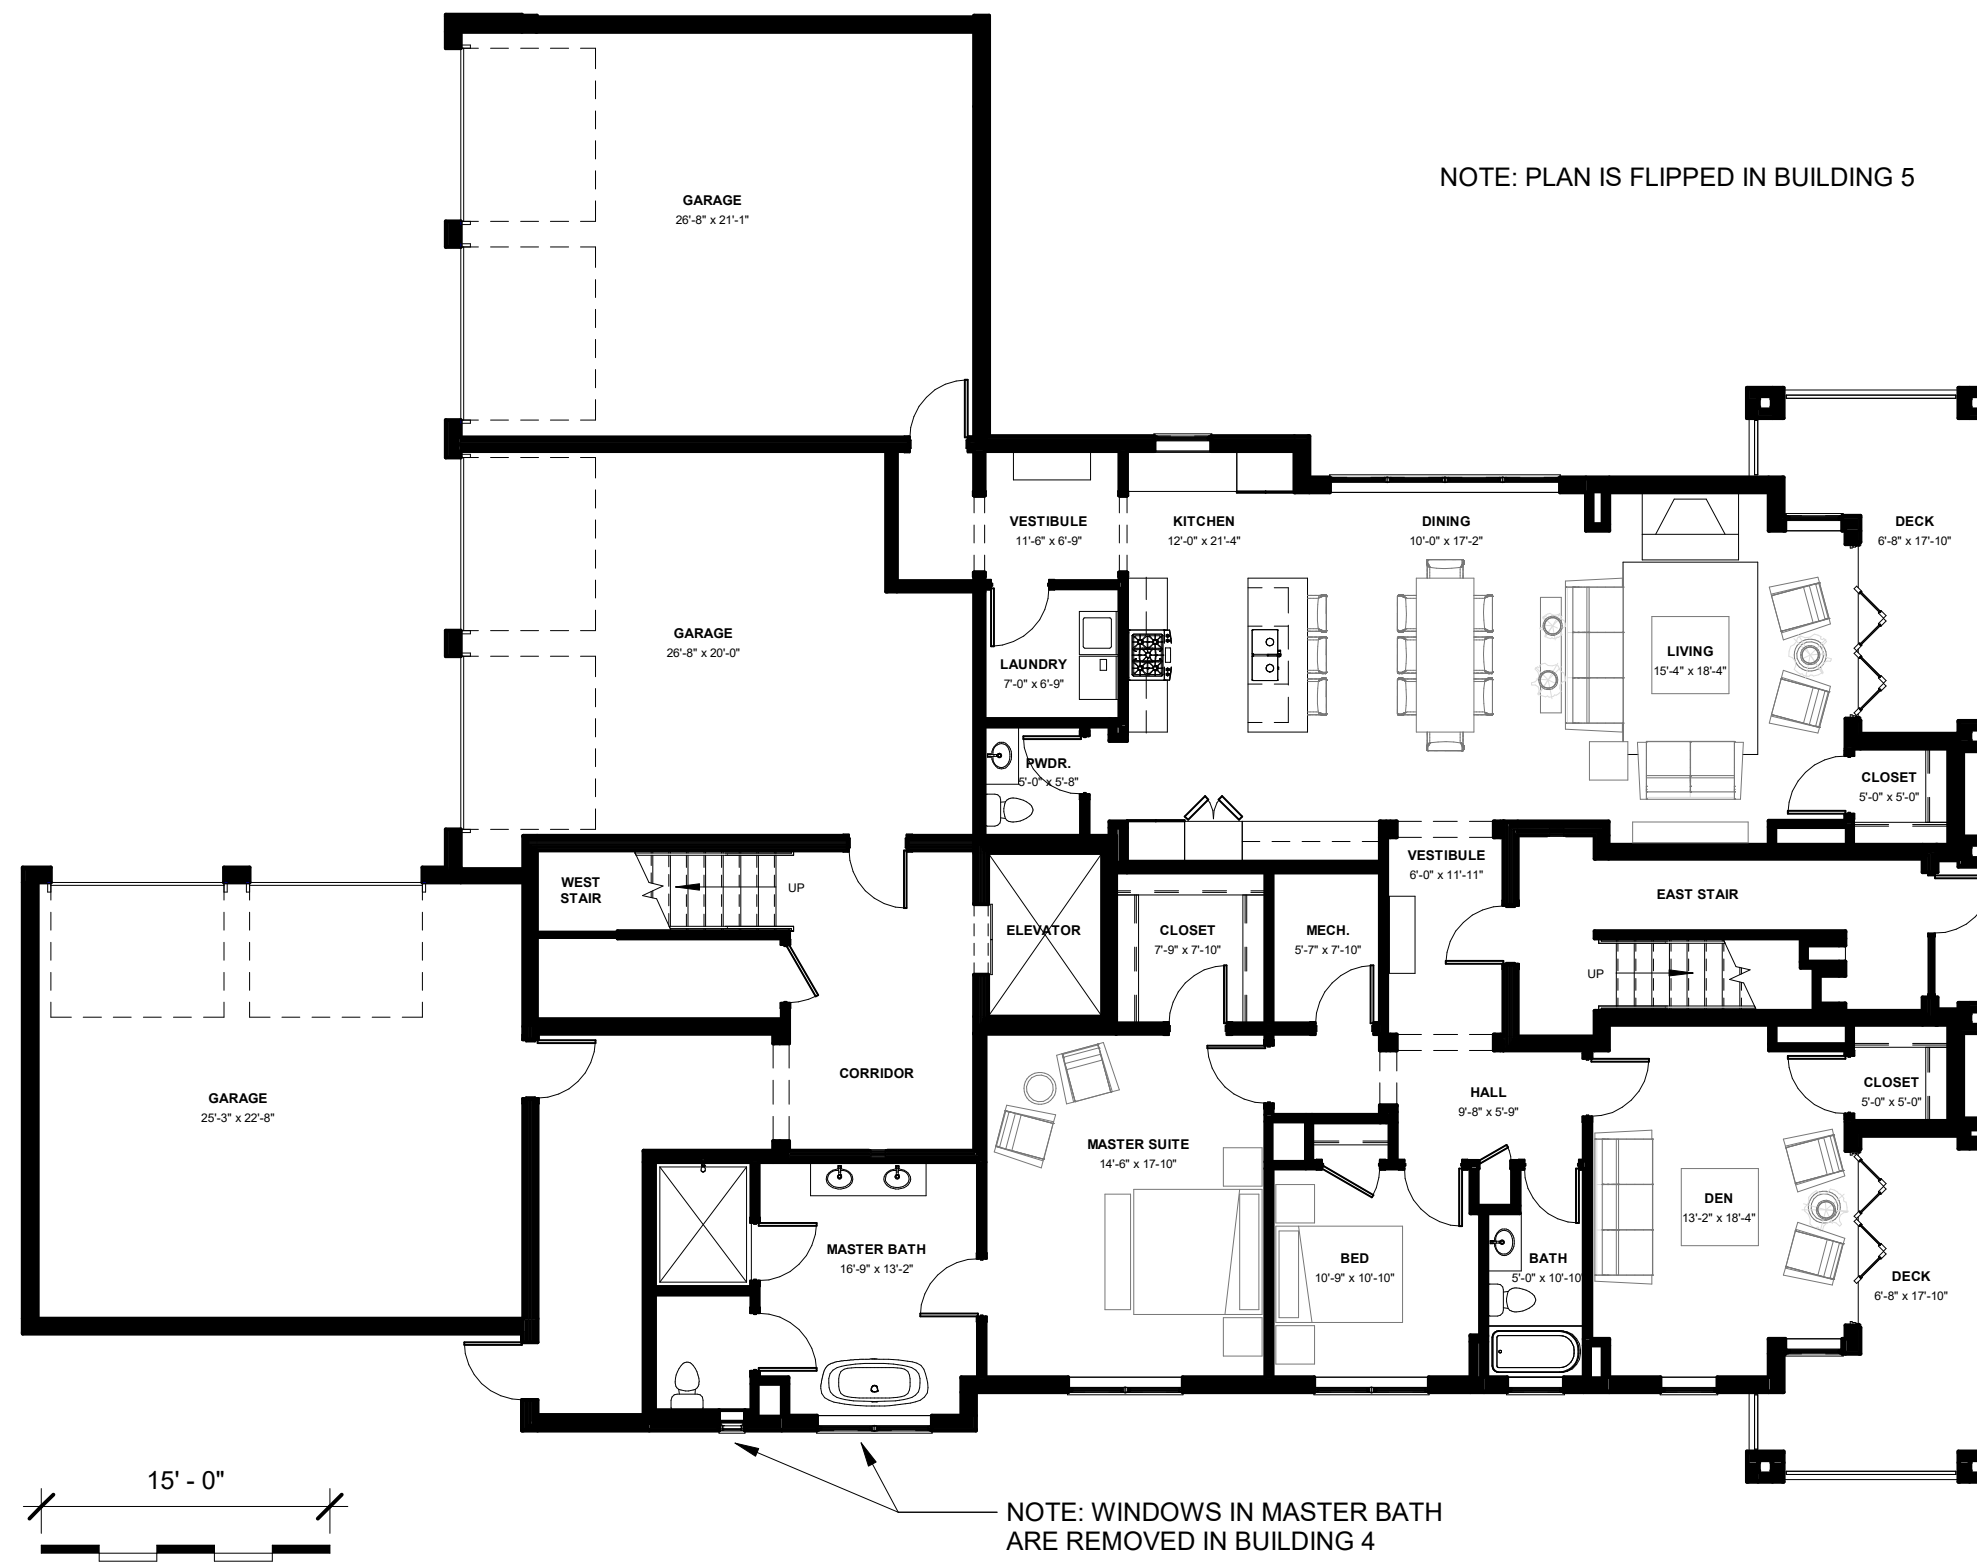 GARAGE
26'-8" x 21'-1"
NOTE: PLAN IS FLIPPED IN BUILDING 5
VESTIBULE
11'-6" x 6'-9"
KITCHEN
12'-0" x 21'-4"
DINING
10'-0" x 17'-2"
DECK
6'-8" x 17'-10"
GARAGE
26'-8" x 20'-0"
LAUNDRY
7'-0" x 6'-9"
LIVING
15'-4" x 18'-4"
PWDR.
5'-0" x 5'-8"
CLOSET
5'-0" x 5'-0"
WEST
STAIR
UP
VESTIBULE
6'-0" x 11'-11"
EAST STAIR
ELEVATOR
CLOSET
7'-9" x 7'-10"
MECH.
5'-7" x 7'-10"
UP
CORRIDOR
GARAGE
25'-3" x 22'-8"
HALL
9'-8" x 5'-9"
CLOSET
5'-0" x 5'-0"
MASTER SUITE
14'-6" x 17-10"
DEN
13'-2" x 18'-4"
MASTER BATH
16'-9" x 13'-2"
BED
10'-9" x 10'-10"
BATH
5'-0" x 10'-10"
DECK
6'-8" x 17'-10"
15' - 0"
NOTE: WINDOWS IN MASTER BATH
ARE REMOVED IN BUILDING 4